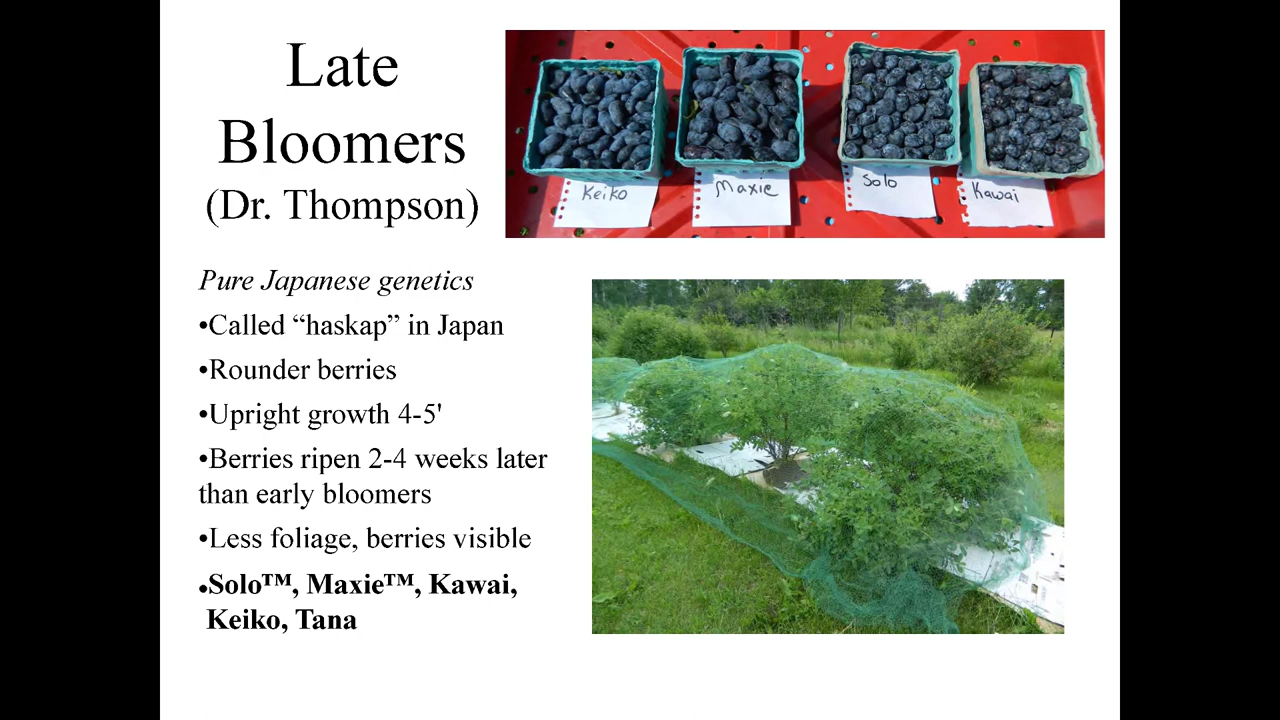 Late
Bloomers
(Dr. Thompson)
Keiko
Maxie
Solo
Kawai
Pure Japanese genetics
•Called “haskap” in Japan
•Rounder berries
•Upright growth 4-5'
•Berries ripen 2-4 weeks later
than early bloomers
•Less foliage, berries visible
•Solo™, Maxie™, Kawai,
Keiko, Tana